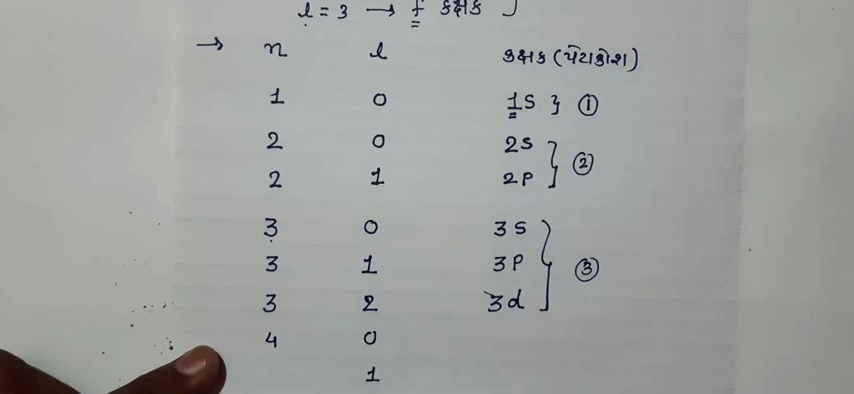 l = 3 → f કક્ષક
→ n l કક્ષક (પેટાકોશ)
1 0 1s } ①
2 0 2s
2 1 2p } ②
3 0 3s
3 1 3p } ③
3 2 3d
4 0
1